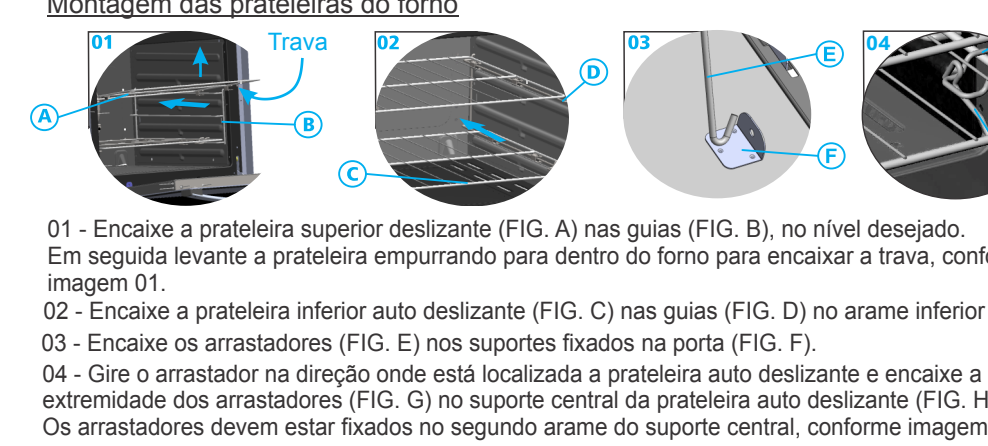 Montagem das prateleiras do forno
01 Trava 02 03 04
A B C D E F
01 - Encaixe a prateleira superior deslizante (FIG. A) nas guias (FIG. B), no nível desejado.
Em seguida levante a prateleira empurrando para dentro do forno para encaixar a trava,
imagem 01.
02 - Encaixe a prateleira inferior auto deslizante (FIG. C) nas guias (FIG. D) no arame inferior
03 - Encaixe os arrastadores (FIG. E) nos suportes fixados na porta (FIG. F).
04 - Gire o arrastador na direção onde está localizada a prateleira auto deslizante e encaixe a
extremidade dos arrastadores (FIG. G) no suporte central da prateleira auto deslizante (FIG. H
Os arrastadores devem estar fixados no segundo arame do suporte central, conforme imagem